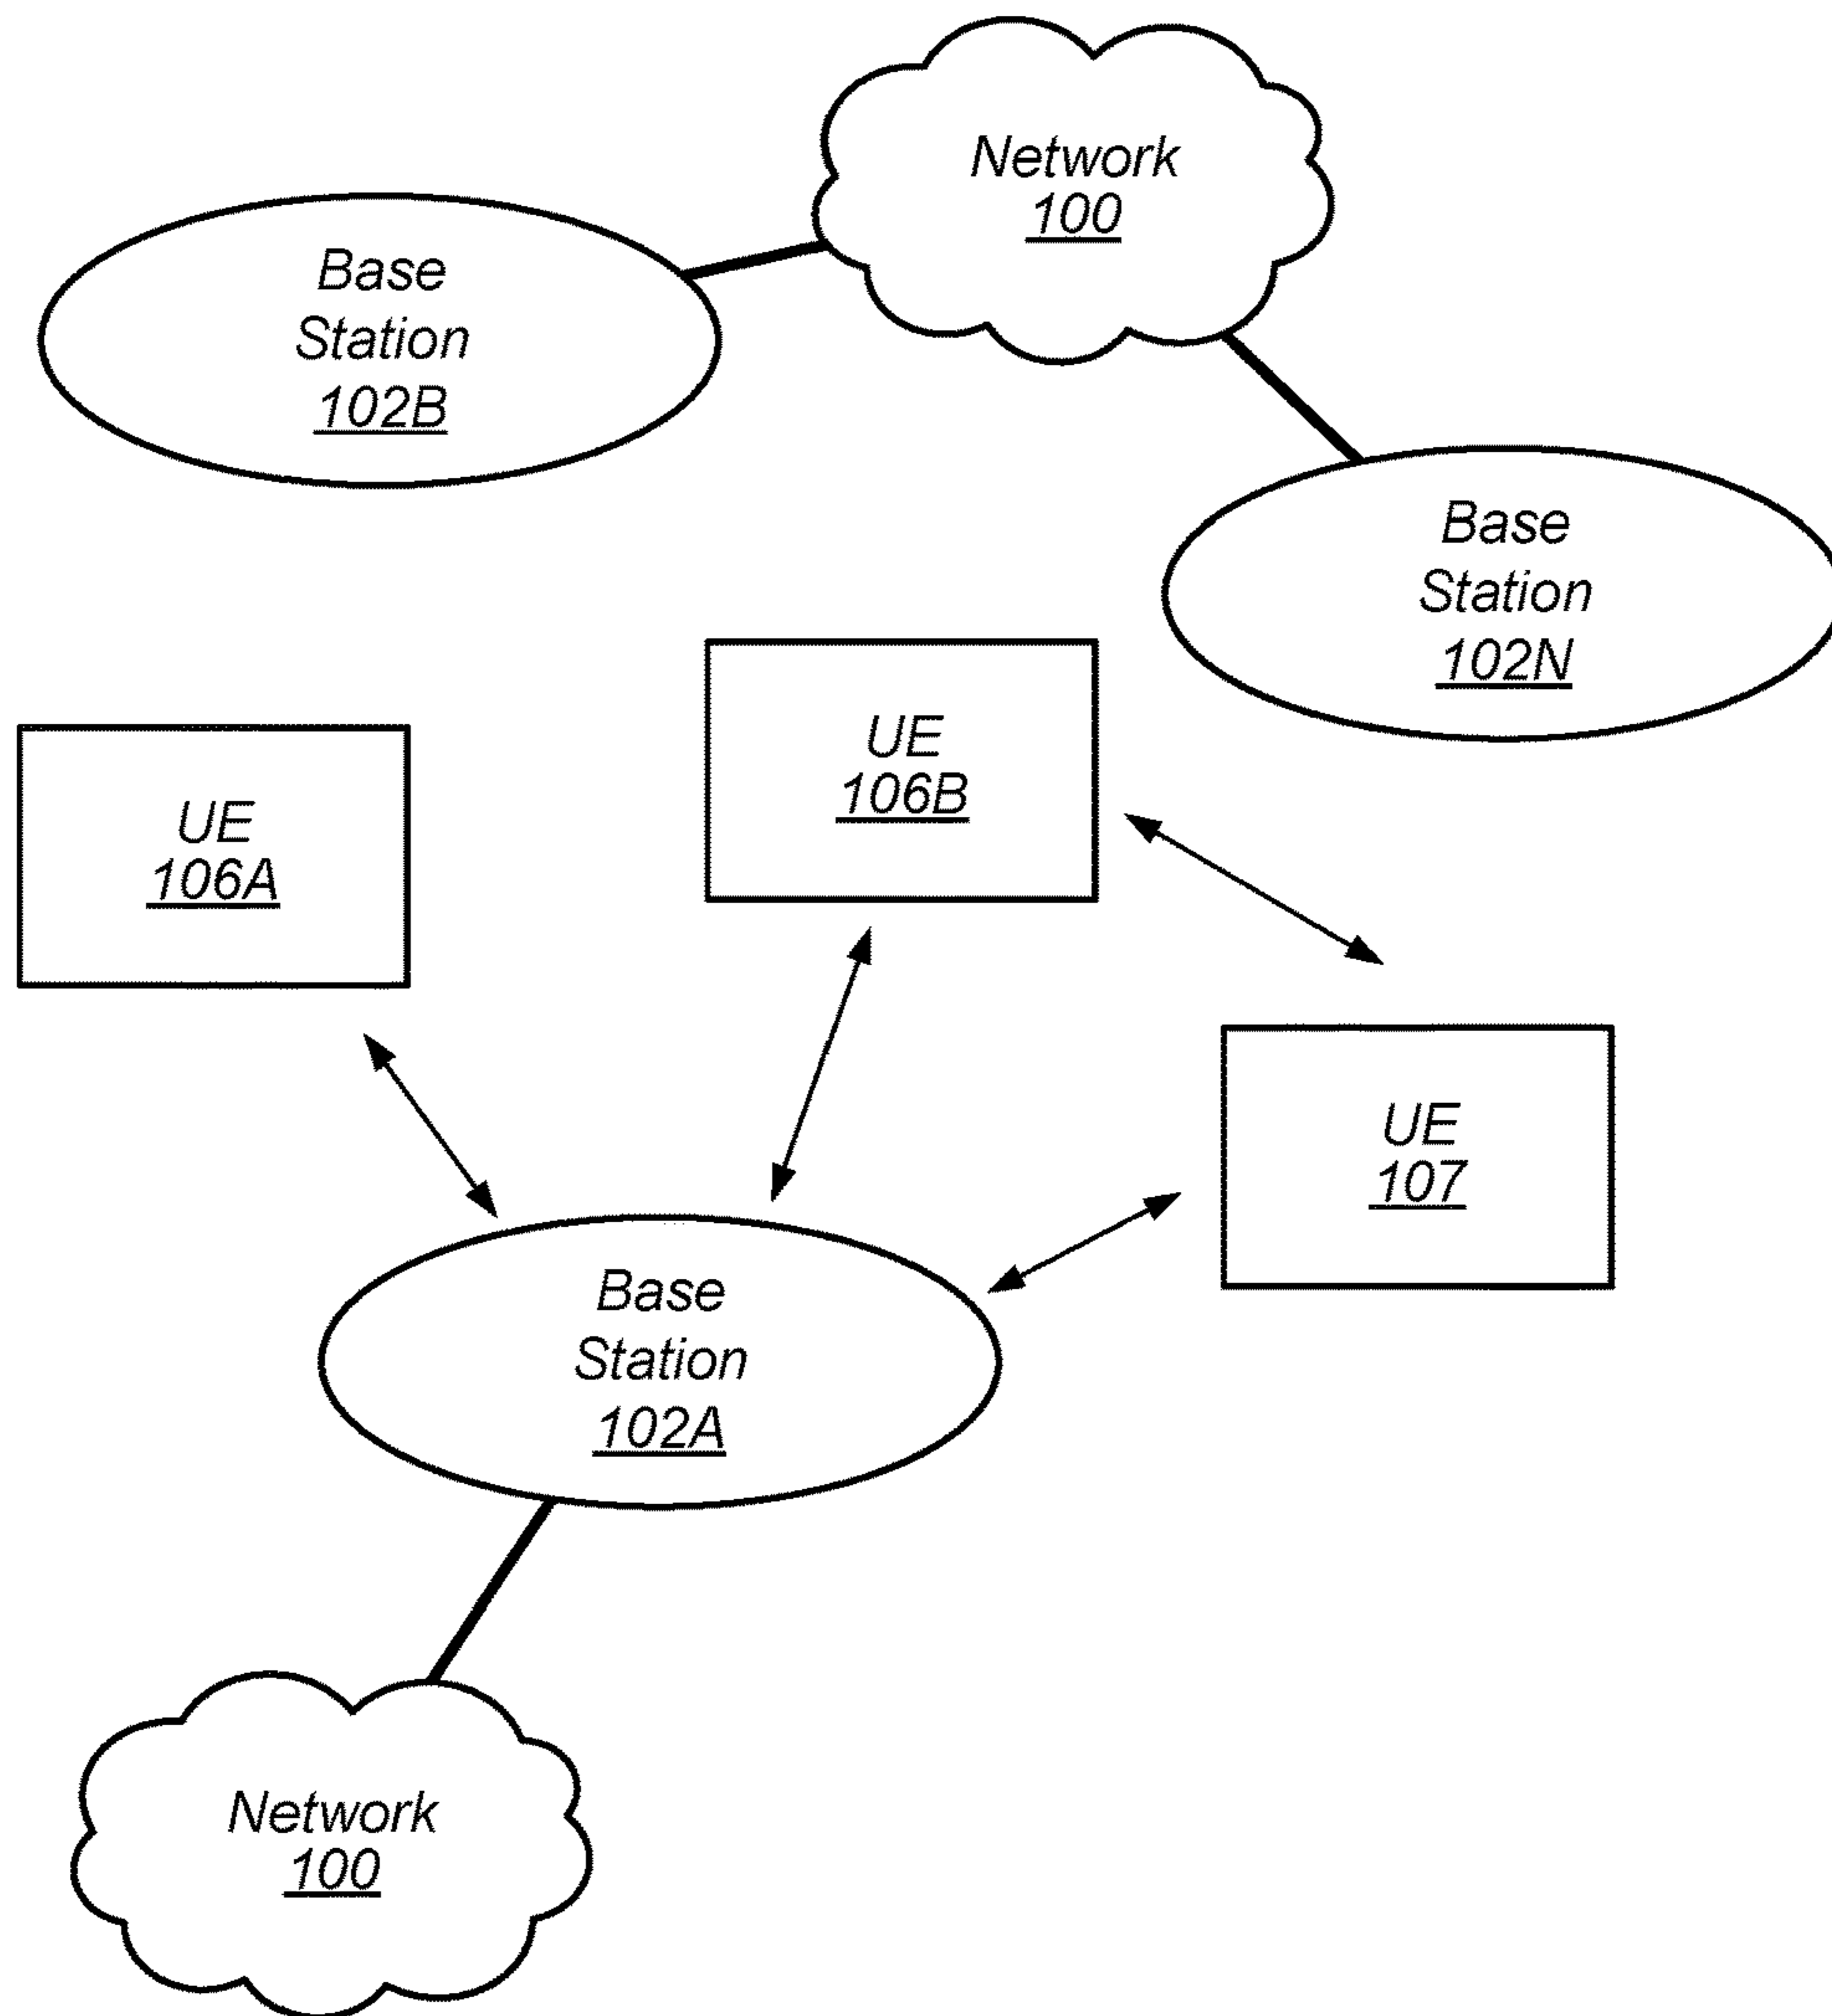 Network
100
Base
Station
102B
Base
Station
102N
UE
106B
UE
106A
UE
107
Base
Station
102A
Network
100